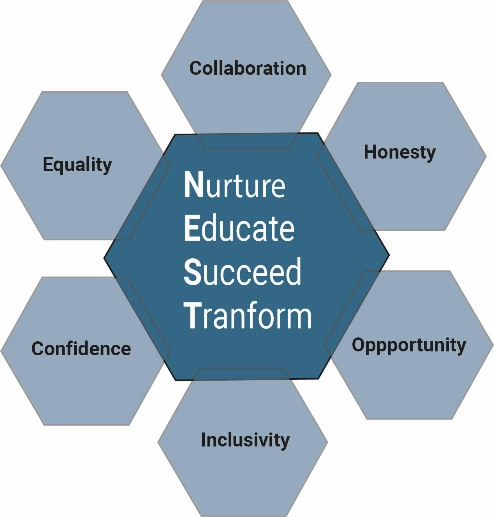 Collaboration
Honesty
Equality
Nurture
Educate
Succeed
Tranform
Confidence
Oppportunity
Inclusivity